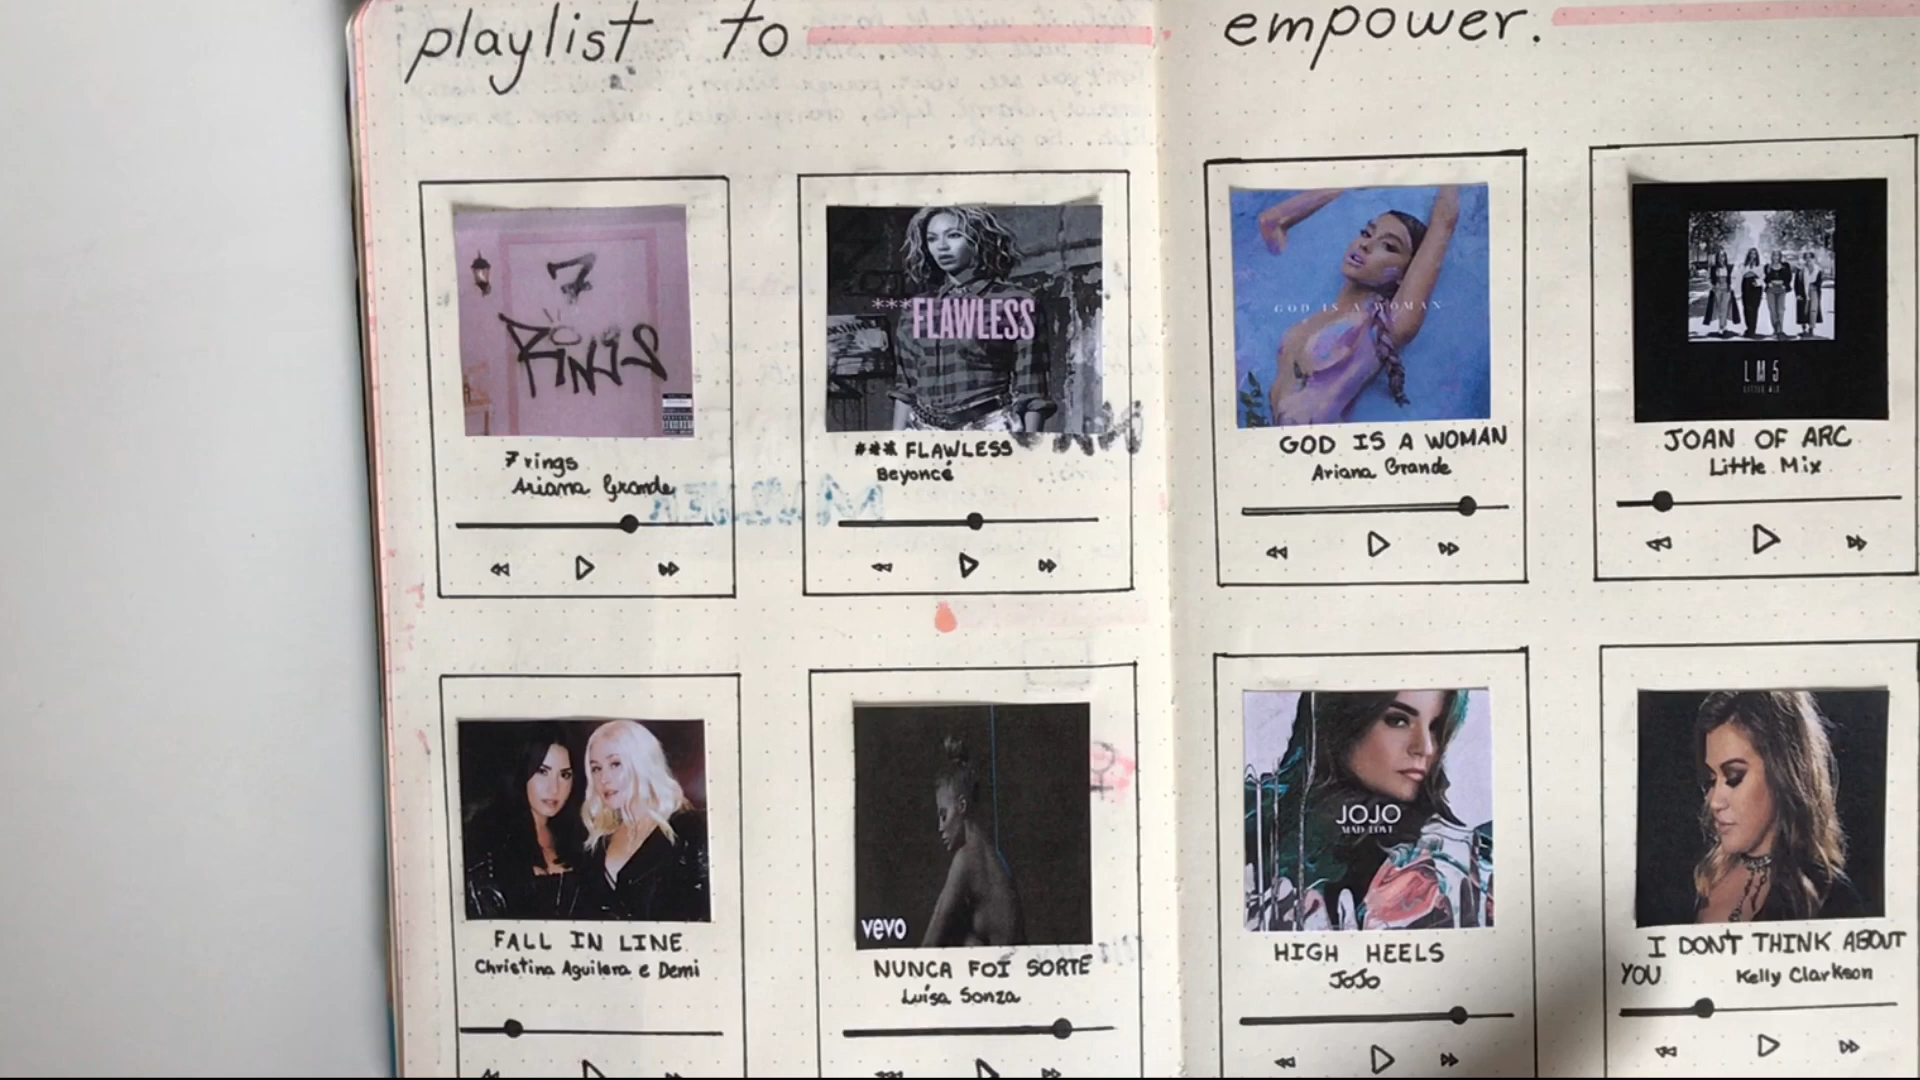 playlist to empower.
7
RINGS
7 rings
Ariana Grande
***FLAWLESS
*** FLAWLESS
Beyoncé
GOD IS A WOMAN
GOD IS A WOMAN
Ariana Grande
LM5
LITTLE MIX
JOAN OF ARC
Little Mix
FALL IN LINE
Christina Aguilera e Demi
vevo
NUNCA FOI SORTE
Luísa Sonza
JOJO
MAD LOVE
HIGH HEELS
JoJo
I DON'T THINK ABOUT
YOU Kelly Clarkson